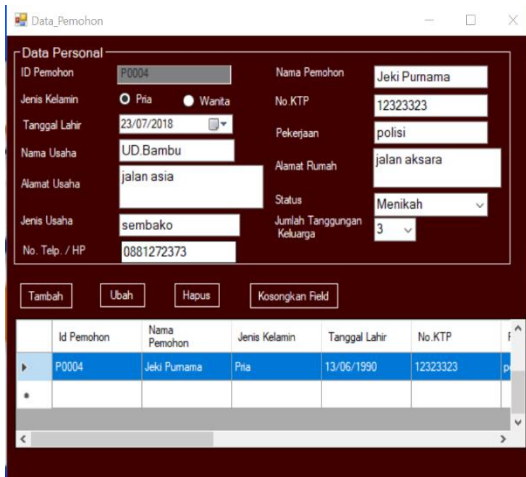 Data_Pemohon
Data Personal
ID Pemohon P0004
Jenis Kelamin Pria Wanita
Tanggal Lahir 23/07/2018
Nama Usaha UD.Bambu
Alamat Usaha jalan asia
Jenis Usaha sembako
No. Telp. / HP 0881272373
Nama Pemohon Jeki Purnama
No.KTP 12323323
Pekerjaan polisi
Alamat Rumah jalan aksara
Status Menikah
Jumlah Tanggungan
Keluarga 3
Tambah Ubah Hapus Kosongkan Field
Id Pemohon Nama
Pemohon Jenis Kelamin Tanggal Lahir No.KTP
P0004 Jeki Purnama Pria 13/06/1990 12323323